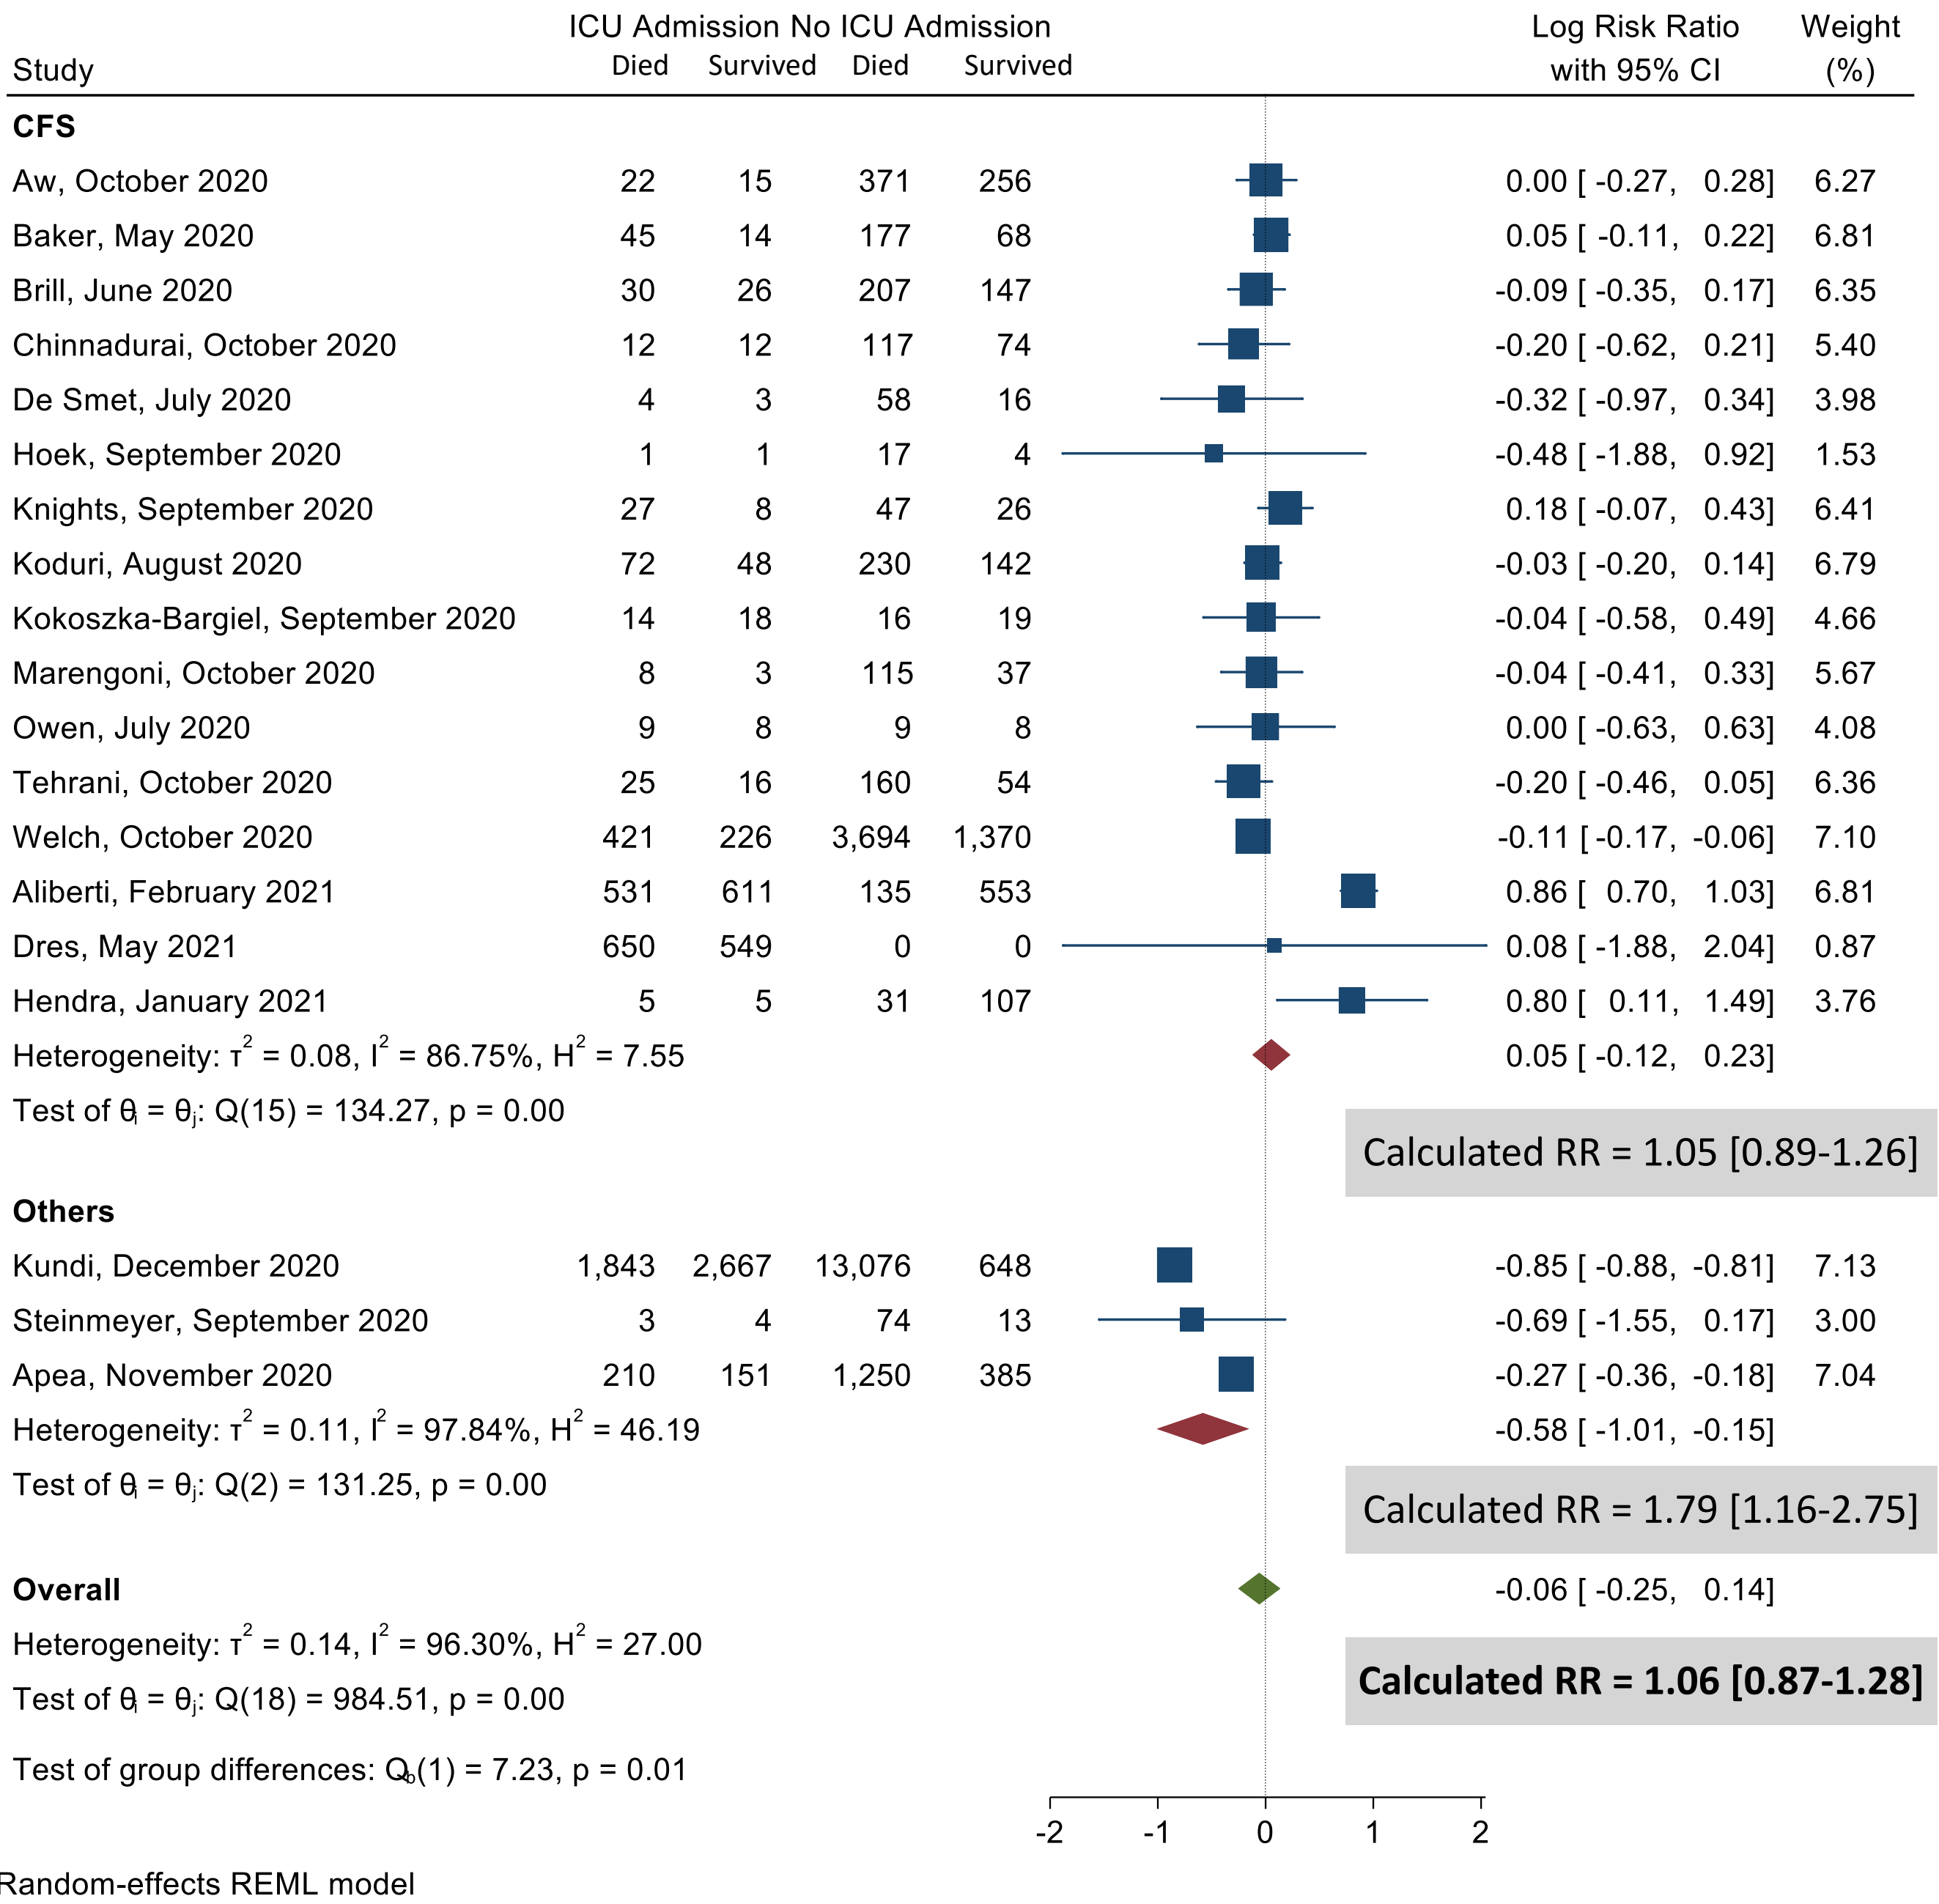 ICU Admission No ICU Admission Log Risk Ratio Weight
Study Died Survived Died Survived with 95% CI (%)
CFS
Aw, October 2020 22 15 371 256 0.00 [ -0.27, 0.28] 6.27
Baker, May 2020 45 14 177 68 0.05 [ -0.11, 0.22] 6.81
Brill, June 2020 30 26 207 147 -0.09 [ -0.35, 0.17] 6.35
Chinnadurai, October 2020 12 12 117 74 -0.20 [ -0.62, 0.21] 5.40
De Smet, July 2020 4 3 58 16 -0.32 [ -0.97, 0.34] 3.98
Hoek, September 2020 1 1 17 4 -0.48 [ -1.88, 0.92] 1.53
Knights, September 2020 27 8 47 26 0.18 [ -0.07, 0.43] 6.41
Koduri, August 2020 72 48 230 142 -0.03 [ -0.20, 0.14] 6.79
Kokoszka-Bargiel, September 2020 14 18 16 19 -0.04 [ -0.58, 0.49] 4.66
Marengoni, October 2020 8 3 115 37 -0.04 [ -0.41, 0.33] 5.67
Owen, July 2020 9 8 9 8 0.00 [ -0.63, 0.63] 4.08
Tehrani, October 2020 25 16 160 54 -0.20 [ -0.46, 0.05] 6.36
Welch, October 2020 421 226 3,694 1,370 -0.11 [ -0.17, -0.06] 7.10
Aliberti, February 2021 531 611 135 553 0.86 [ 0.70, 1.03] 6.81
Dres, May 2021 650 549 0 0 0.08 [ -1.88, 2.04] 0.87
Hendra, January 2021 5 5 31 107 0.80 [ 0.11, 1.49] 3.76
Heterogeneity: τ² = 0.08, I² = 86.75%, H² = 7.55 0.05 [ -0.12, 0.23]
Test of θᵢ = θⱼ: Q(15) = 134.27, p = 0.00
Calculated RR = 1.05 [0.89-1.26]
Others
Kundi, December 2020 1,843 2,667 13,076 648 -0.85 [ -0.88, -0.81] 7.13
Steinmeyer, September 2020 3 4 74 13 -0.69 [ -1.55, 0.17] 3.00
Apea, November 2020 210 151 1,250 385 -0.27 [ -0.36, -0.18] 7.04
Heterogeneity: τ² = 0.11, I² = 97.84%, H² = 46.19 -0.58 [ -1.01, -0.15]
Test of θᵢ = θⱼ: Q(2) = 131.25, p = 0.00
Calculated RR = 1.79 [1.16-2.75]
Overall -0.06 [ -0.25, 0.14]
Heterogeneity: τ² = 0.14, I² = 96.30%, H² = 27.00
Calculated RR = 1.06 [0.87-1.28]
Test of θᵢ = θⱼ: Q(18) = 984.51, p = 0.00
Test of group differences: Q_b(1) = 7.23, p = 0.01
-2 -1 0 1 2
Random-effects REML model